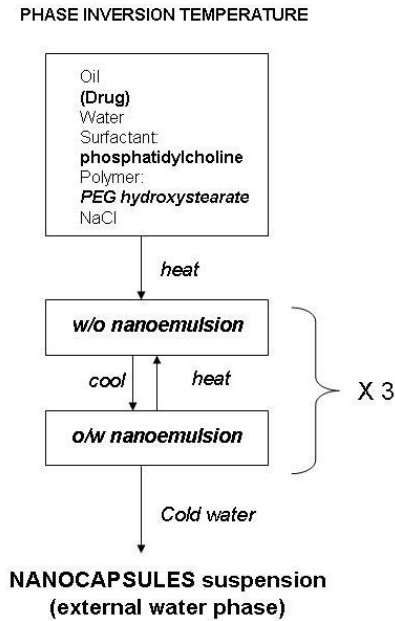 PHASE INVERSION TEMPERATURE
Oil
(Drug)
Water
Surfactant:
phosphatidylcholine
Polymer:
PEG hydroxystearate
NaCl
heat
w/o nanoemulsion
cool heat
X 3
o/w nanoemulsion
Cold water
NANOCAPSULES suspension
(external water phase)